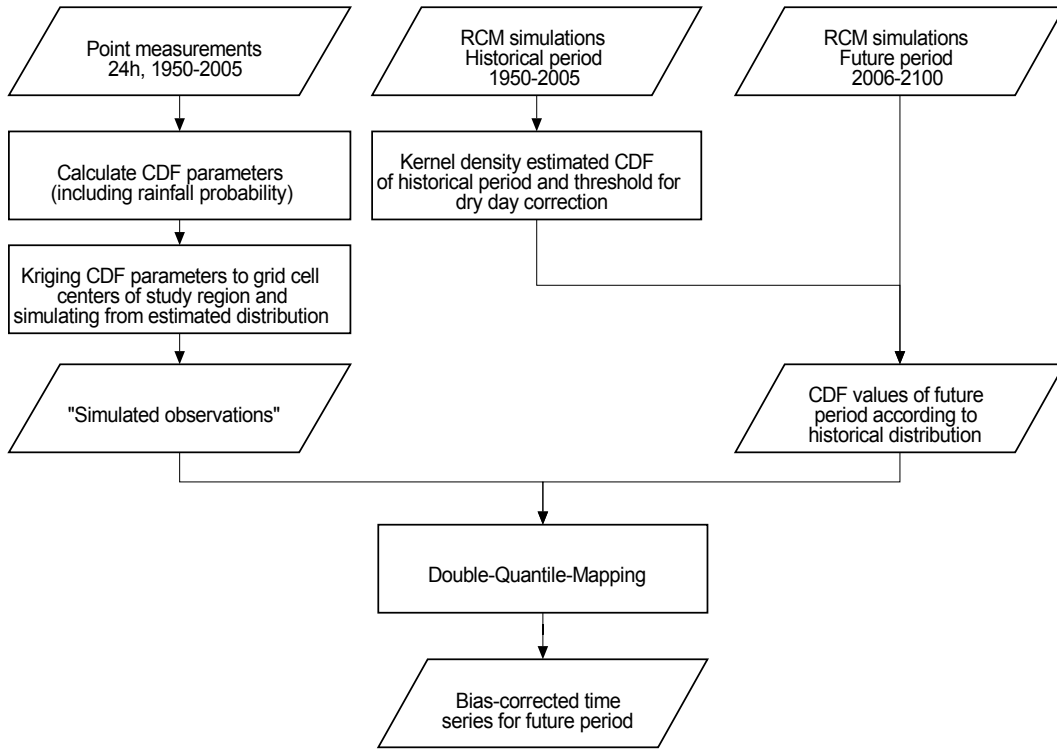 Point measurements
24h, 1950-2005
RCM simulations
Historical period
1950-2005
RCM simulations
Future period
2006-2100
Calculate CDF parameters
(including rainfall probability)
Kernel density estimated CDF
of historical period and threshold for
dry day correction
Kriging CDF parameters to grid cell
centers of study region and
simulating from estimated distribution
"Simulated observations"
CDF values of future
period according to
historical distribution
Double-Quantile-Mapping
Bias-corrected time
series for future period